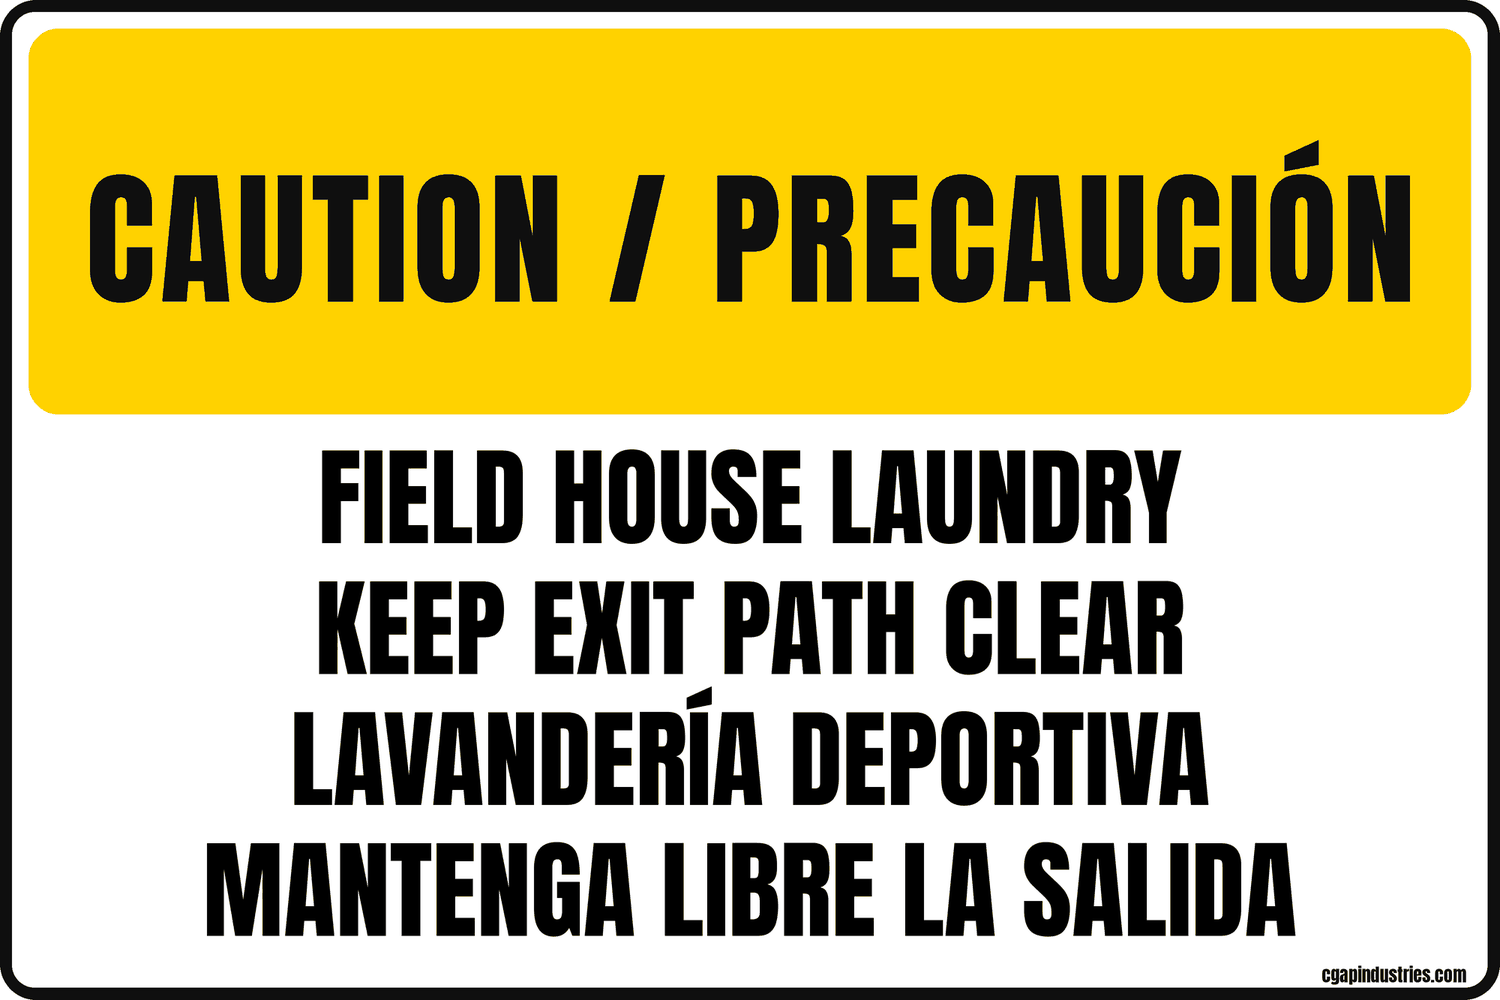 CAUTION / PRECAUCIÓN
FIELD HOUSE LAUNDRY
KEEP EXIT PATH CLEAR
LAVANDERÍA DEPORTIVA
MANTENGA LIBRE LA SALIDA
cgapindustries.com